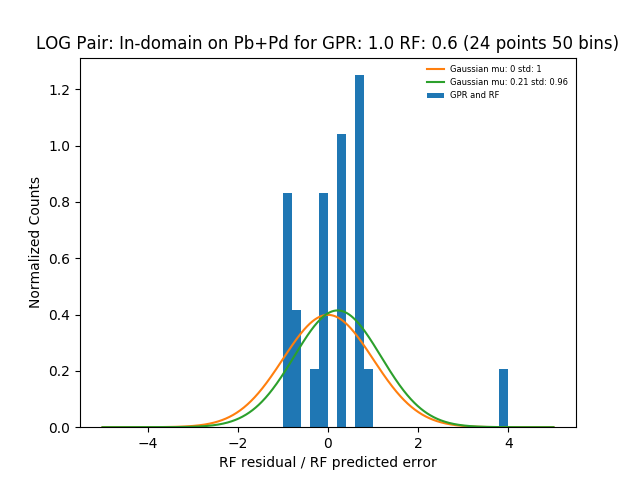 LOG Pair: In-domain on Pb+Pd for GPR: 1.0 RF: 0.6 (24 points 50 bins)
Gaussian mu: 0 std: 1
Gaussian mu: 0.21 std: 0.96
GPR and RF
Normalized Counts
1.2
1.0
0.8
0.6
0.4
0.2
0.0
−4
−2
0
2
4
RF residual / RF predicted error